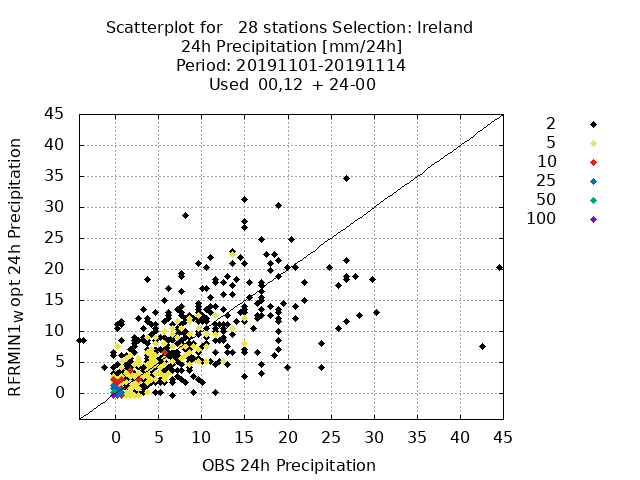 Scatterplot for   28 stations Selection: Ireland
24h Precipitation [mm/24h]
Period: 20191101-20191114
Used  00,12  + 24-00
45
40
35
30
25
20
15
10
5
0
RFRMIN1W opt 24h Precipitation
0 5 10 15 20 25 30 35 40 45
OBS 24h Precipitation
2
5
10
25
50
100